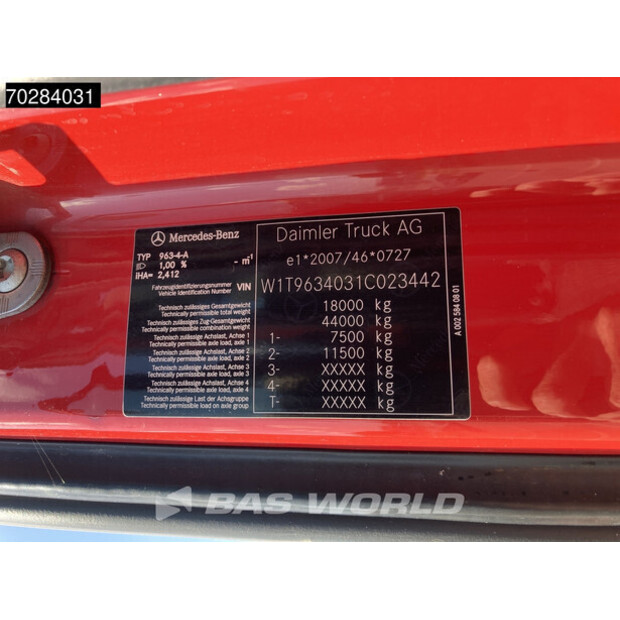 70284031
Mercedes-Benz
TYP 963-4-A
1,00 % - m⁻¹
IHA= 2,412
Fahrzeugidentifizierungsnummer
Vehicle Identification Number VIN
Technisch zulässiges Gesamtgewicht
Technically permissible total weight
Technisch zulässiges Zug-Gesamtgewicht
Technically permissible combination weight
Technisch zulässige Achslast, Achse 1
Technically permissible axle load, axle 1
Technisch zulässige Achslast, Achse 2
Technically permissible axle load, axle 2
Technisch zulässige Achslast, Achse 3
Technically permissible axle load, axle 3
Technisch zulässige Achslast, Achse 4
Technically permissible axle load, axle 4
Technisch zulässige Last der Achsgruppe
Technically permissible load on axle group
Daimler Truck AG
e1*2007/46*0727
W1T9634031C023442
18000 kg
44000 kg
1- 7500 kg
2- 11500 kg
3- XXXXX kg
4- XXXXX kg
T- XXXXX kg
A 002 584 08 01
BAS WORLD